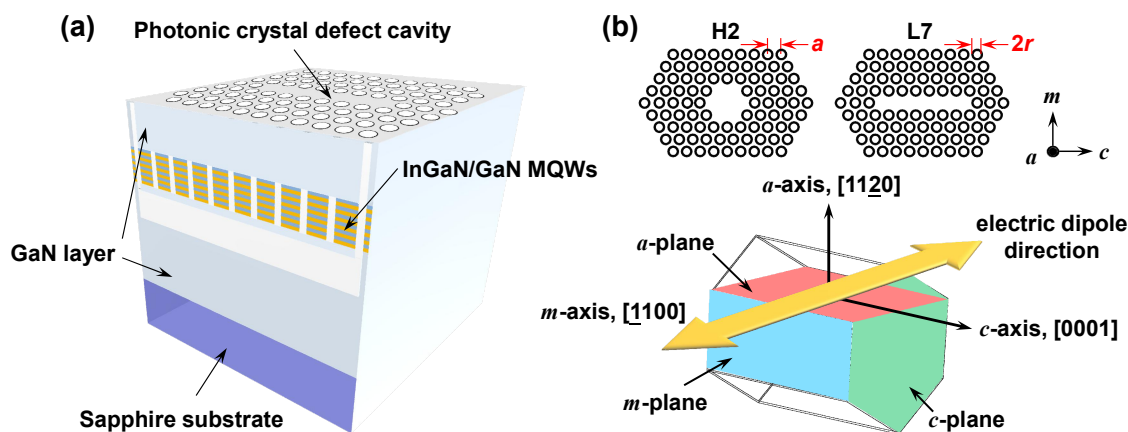 (a)
Photonic crystal defect cavity
InGaN/GaN MQWs
GaN layer
Sapphire substrate
(b)
H2
a
L7
2r
m
a
c
a-axis, [1120]
a-plane
electric dipole
direction
m-axis, [1100]
c-axis, [0001]
m-plane
c-plane